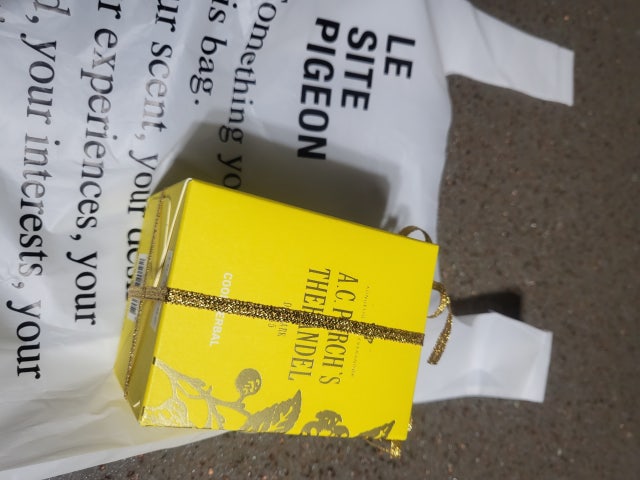 LE
SITE
PIGEON
omething yo
is bag.
ur scent, your
r experiences, your
d, your interests, your
A.C. PERCH'S
THEHANDEL
COOL HERBAL